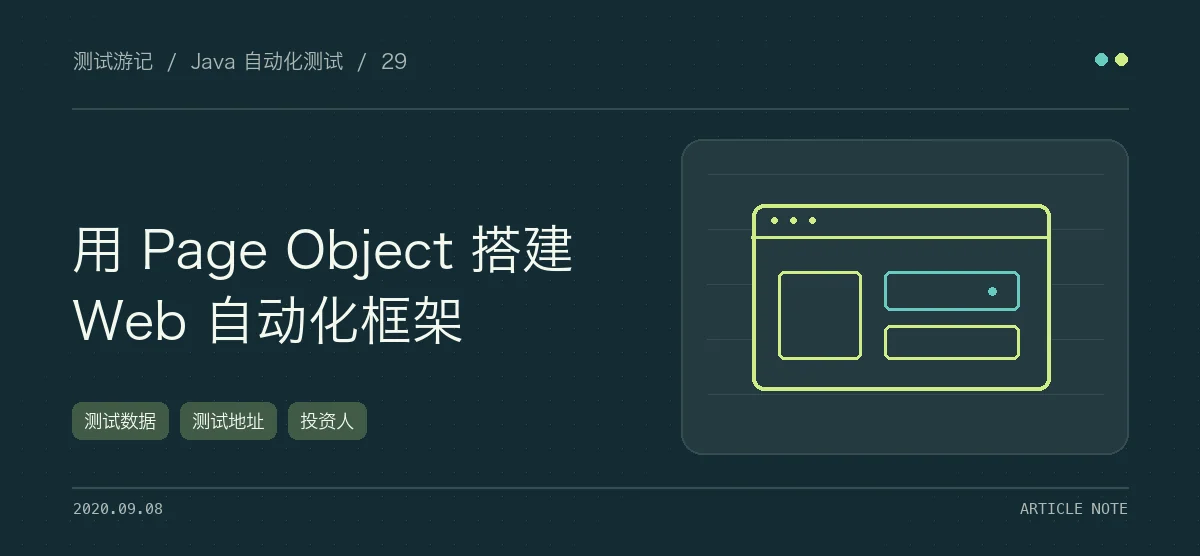 测试游记 / Java 自动化测试 / 29
用 Page Object 搭建
Web 自动化框架
测试数据 测试地址 投资人
2020.09.08 ARTICLE NOTE